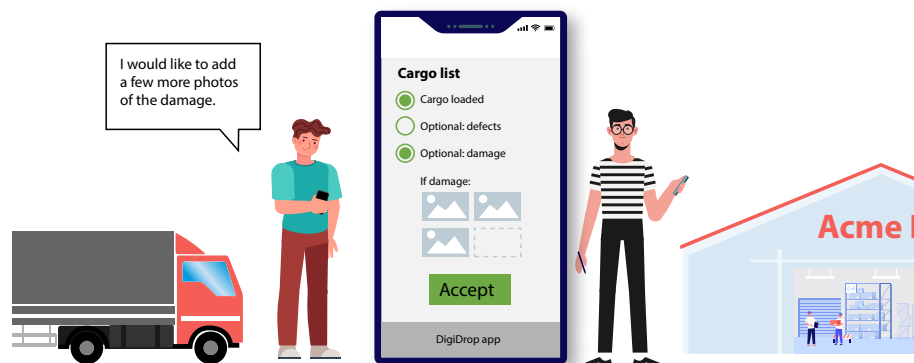 I would like to add
a few more photos
of the damage.
Cargo list
Cargo loaded
Optional: defects
Optional: damage
If damage:
Accept
DigiDrop app
Acme